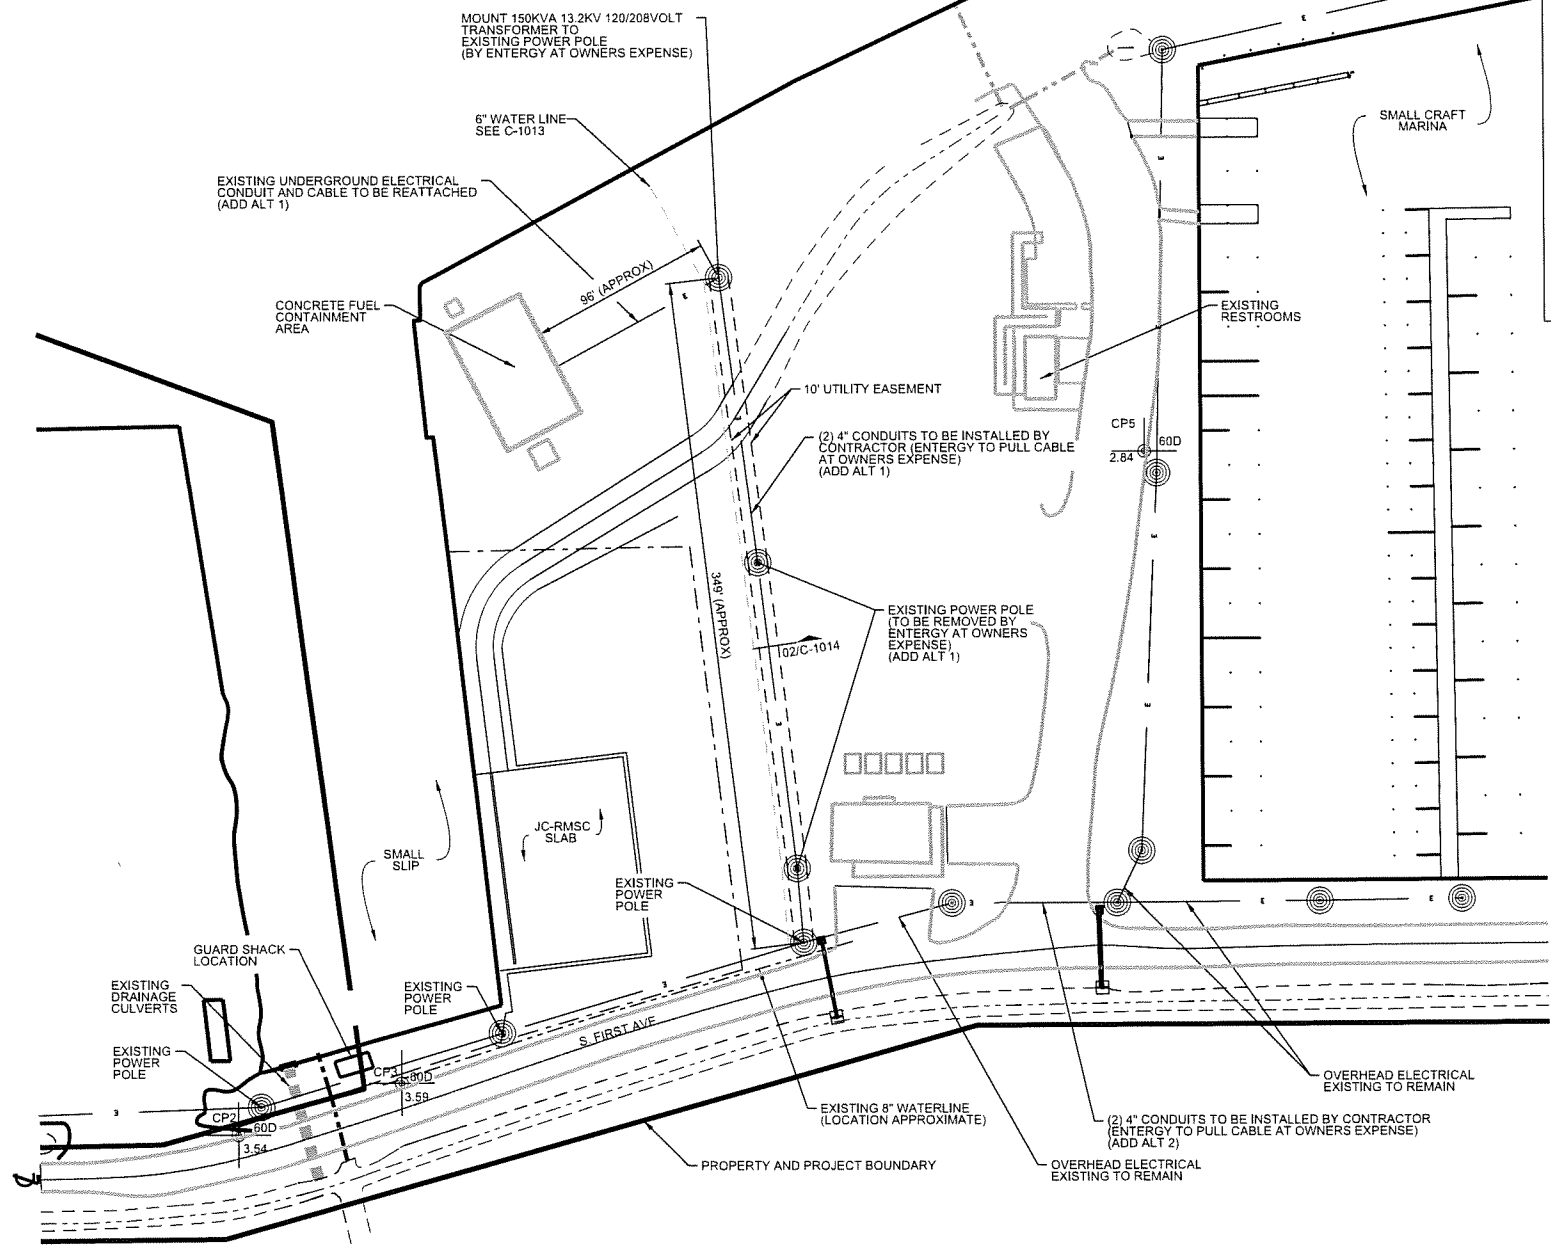 MOUNT 150KVA 13.2KV 120/208VOLT
TRANSFORMER TO
EXISTING POWER POLE
(BY ENTERGY AT OWNERS EXPENSE)
6" WATER LINE
SEE C-1013
SMALL CRAFT
MARINA
EXISTING UNDERGROUND ELECTRICAL
CONDUIT AND CABLE TO BE REATTACHED
(ADD ALT 1)
96' (APPROX)
CONCRETE FUEL
CONTAINMENT
AREA
EXISTING
RESTROOMS
10' UTILITY EASEMENT
(2) 4" CONDUITS TO BE INSTALLED BY
CONTRACTOR (ENTERGY TO PULL CABLE
AT OWNERS EXPENSE)
(ADD ALT 1)
CP5
60D
2.84
349' (APPROX)
EXISTING POWER POLE
(TO BE REMOVED BY
ENTERGY AT OWNERS
EXPENSE)
(ADD ALT 1)
02/C-1014
JC-RMSC
SLAB
SMALL
SLIP
EXISTING
POWER
POLE
GUARD SHACK
LOCATION
EXISTING
DRAINAGE
CULVERTS
EXISTING
POWER
POLE
S. FIRST AVE
EXISTING
POWER
POLE
CP3
60D
3.59
CP2
60D
3.54
OVERHEAD ELECTRICAL
EXISTING TO REMAIN
EXISTING 8" WATERLINE
(LOCATION APPROXIMATE)
(2) 4" CONDUITS TO BE INSTALLED BY CONTRACTOR
(ENTERGY TO PULL CABLE AT OWNERS EXPENSE)
(ADD ALT 2)
PROPERTY AND PROJECT BOUNDARY
OVERHEAD ELECTRICAL
EXISTING TO REMAIN
E
E
E
E
E
E
E
E
E
E
E
E
E